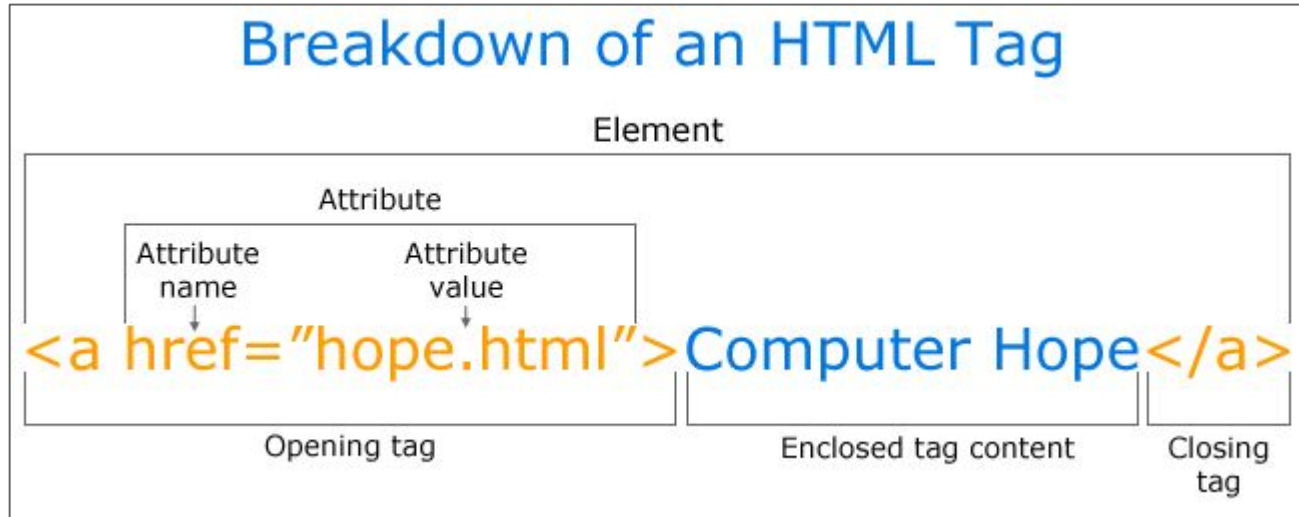 Breakdown of an HTML Tag
Element
Attribute
Attribute
name
Attribute
value
<a href=”hope.html”>Computer Hope</a>
Opening tag
Enclosed tag content
Closing
tag